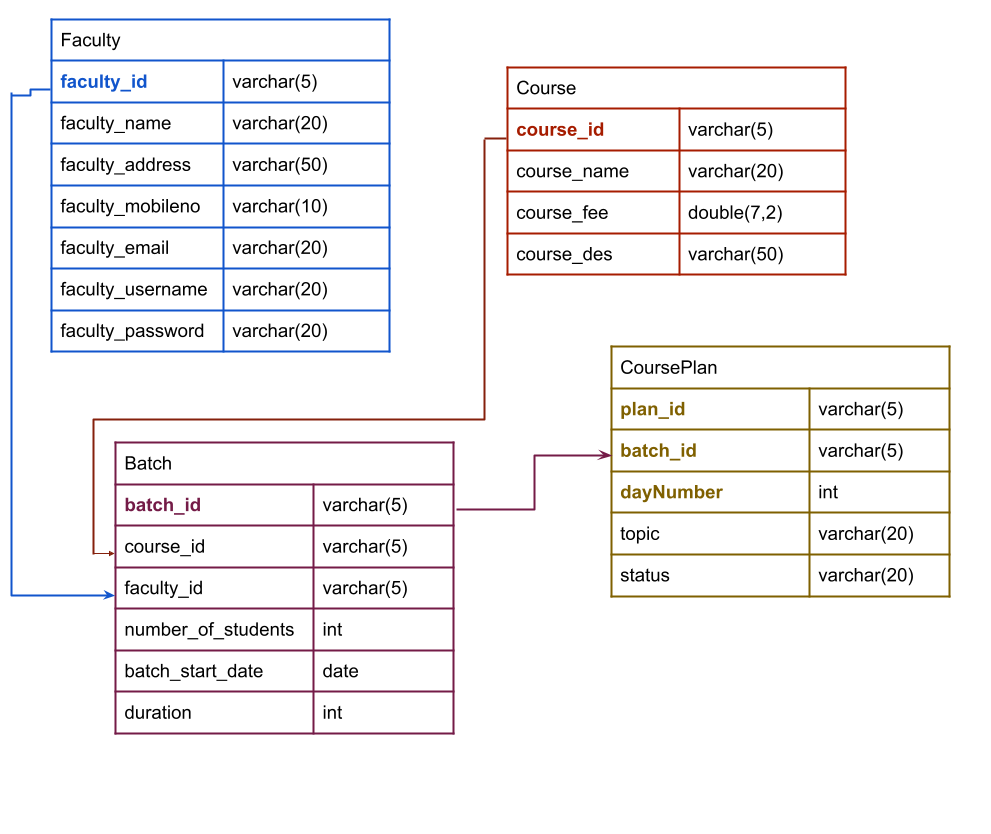 Faculty
faculty_id varchar(5)
faculty_name varchar(20)
faculty_address varchar(50)
faculty_mobileno varchar(10)
faculty_email varchar(20)
faculty_username varchar(20)
faculty_password varchar(20)
Course
course_id varchar(5)
course_name varchar(20)
course_fee double(7,2)
course_des varchar(50)
CoursePlan
plan_id varchar(5)
batch_id varchar(5)
dayNumber int
topic varchar(20)
status varchar(20)
Batch
batch_id varchar(5)
course_id varchar(5)
faculty_id varchar(5)
number_of_students int
batch_start_date date
duration int